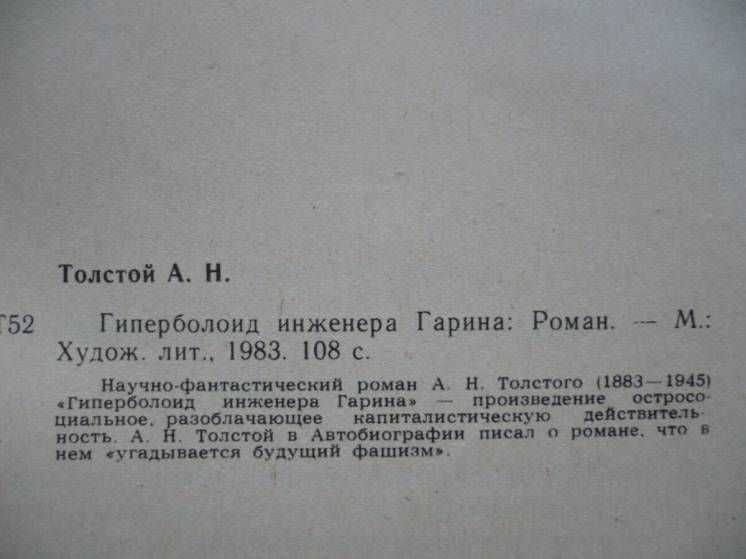 Толстой А. Н.
Т52 Гиперболоид инженера Гарина: Роман. — М.:
Худож. лит., 1983. 108 с.
Научно-фантастический роман А. Н. Толстого (1883—1945)
«Гиперболоид инженера Гарина» — произведение остросо-
циальное, разоблачающее капиталистическую действитель-
ность. А. Н. Толстой в Автобиографии писал о романе, что в
нем «угадывается будущий фашизм».